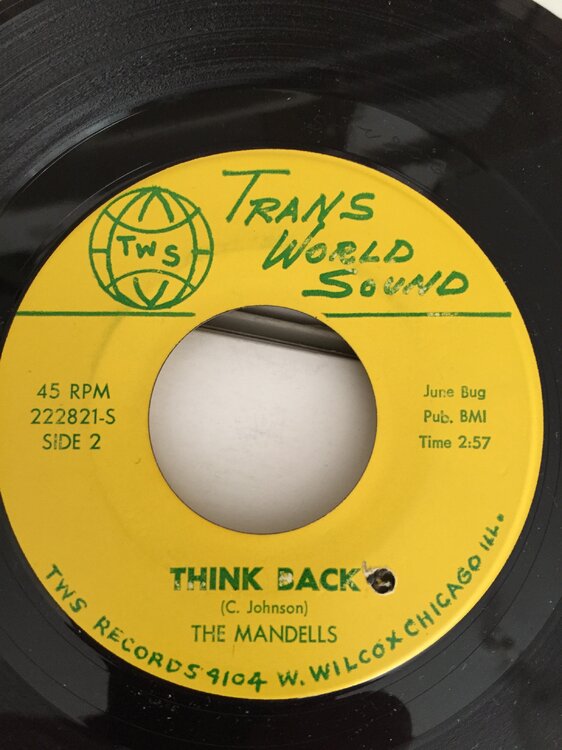 TRANS
WORLD
SOUND
TWS
45 RPM
222821-S
SIDE 2
June Bug
Pub. BMI
Time 2:57
THINK BACK
(C. Johnson)
THE MANDELLS
TWS RECORDS 4104 W. WILCOX CHICAGO ILL.